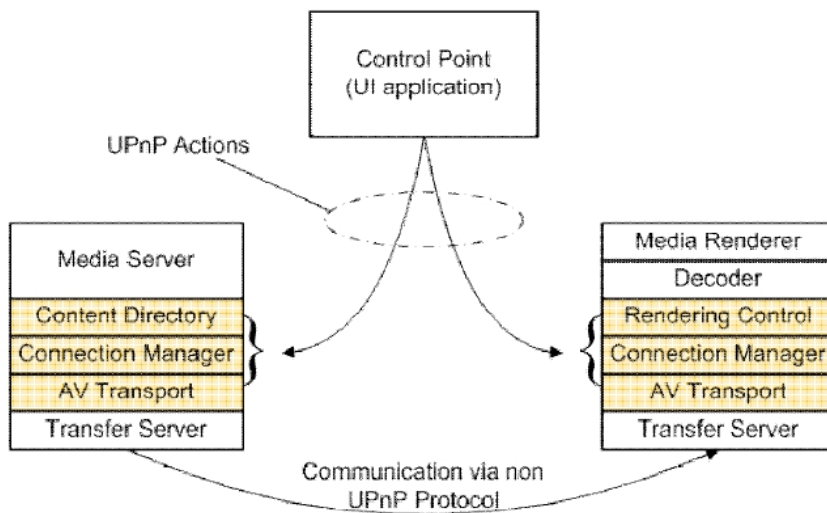 Control Point
(UI application)
UPnP Actions
Media Server
Content Directory
Connection Manager
AV Transport
Transfer Server
Media Renderer
Decoder
Rendering Control
Connection Manager
AV Transport
Transfer Server
Communication via non
UPnP Protocol